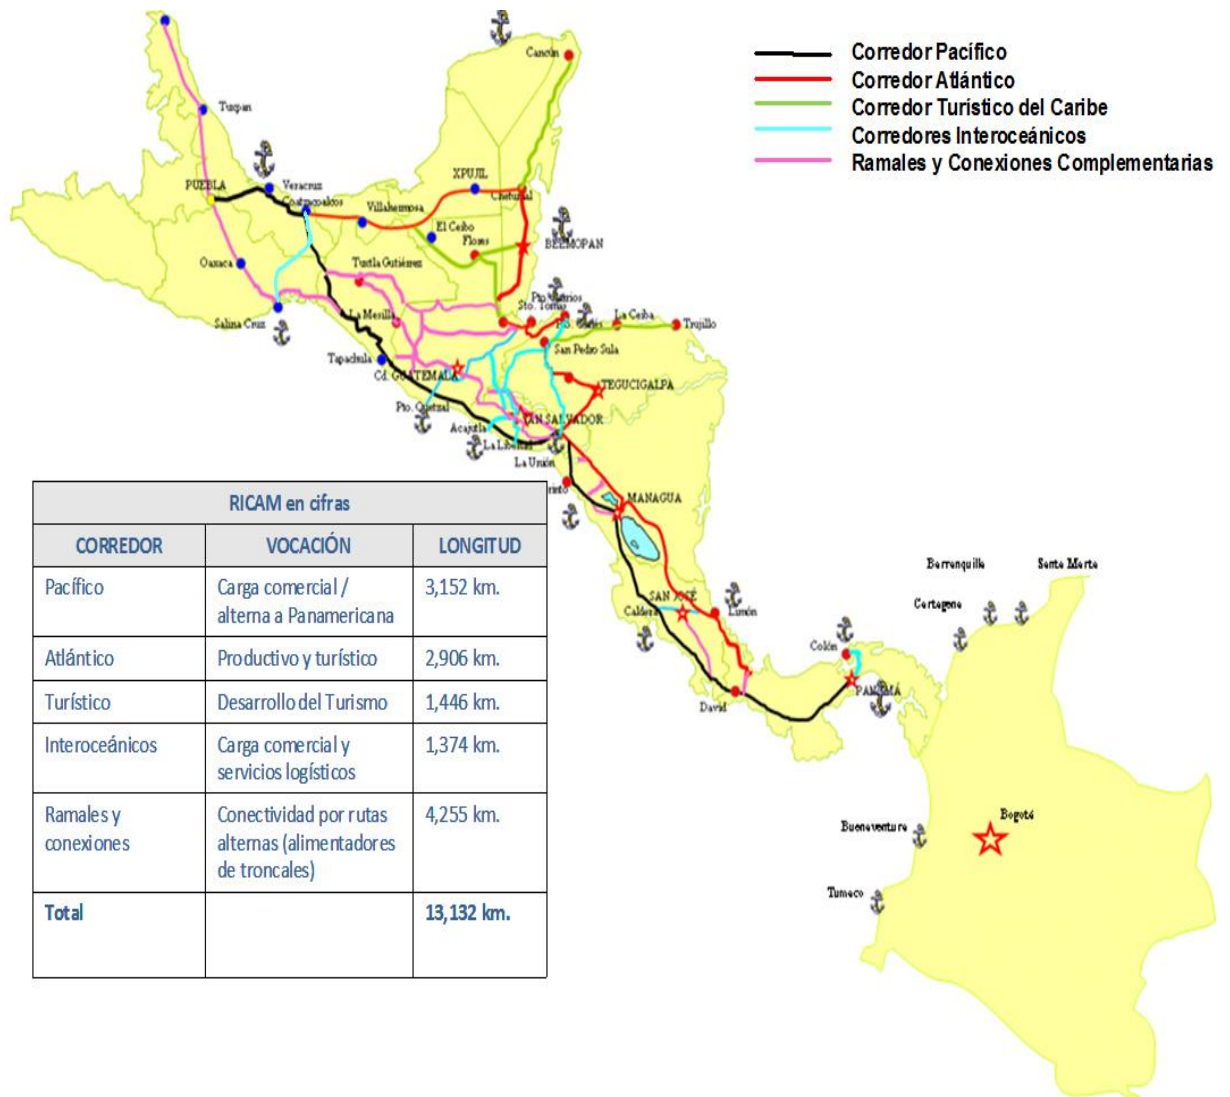 Corredor Pacífico
Corredor Atlántico
Corredor Turístico del Caribe
Corredores Interoceánicos
Ramales y Conexiones Complementarias
Cancún
Tuxpan
PUEBLA
Veracruz
Coatzacoalcos
XPUJIL
Chetumal
Villahermosa
El Ceibo
Flores
BELMOPAN
Oaxaca
Tuxtla Gutiérrez
Salina Cruz
La Mesilla
Sto. Tomas
La Ceiba
Trujillo
San Pedro Sula
Tapachula
Cd. GUATEMALA
TEGUCIGALPA
Pto. Quetzal
Acajutla
SAN SALVADOR
La Libertad
La Unión
MANAGUA
SAN JOSÉ
Caldera
Limón
Colón
PANAMÁ
David
Barranquilla
Santa Marta
Cartagena
Buenaventura
Bogotá
Tumaco
RICAM en cifras
CORREDOR VOCACIÓN LONGITUD
Pacífico Carga comercial / 3,152 km.
alterna a Panamericana
Atlántico Productivo y turístico 2,906 km.
Turístico Desarrollo del Turismo 1,446 km.
Interoceánicos Carga comercial y 1,374 km.
servicios logísticos
Ramales y Conectividad por rutas 4,255 km.
conexiones alternas (alimentadores
de troncales)
Total 13,132 km.